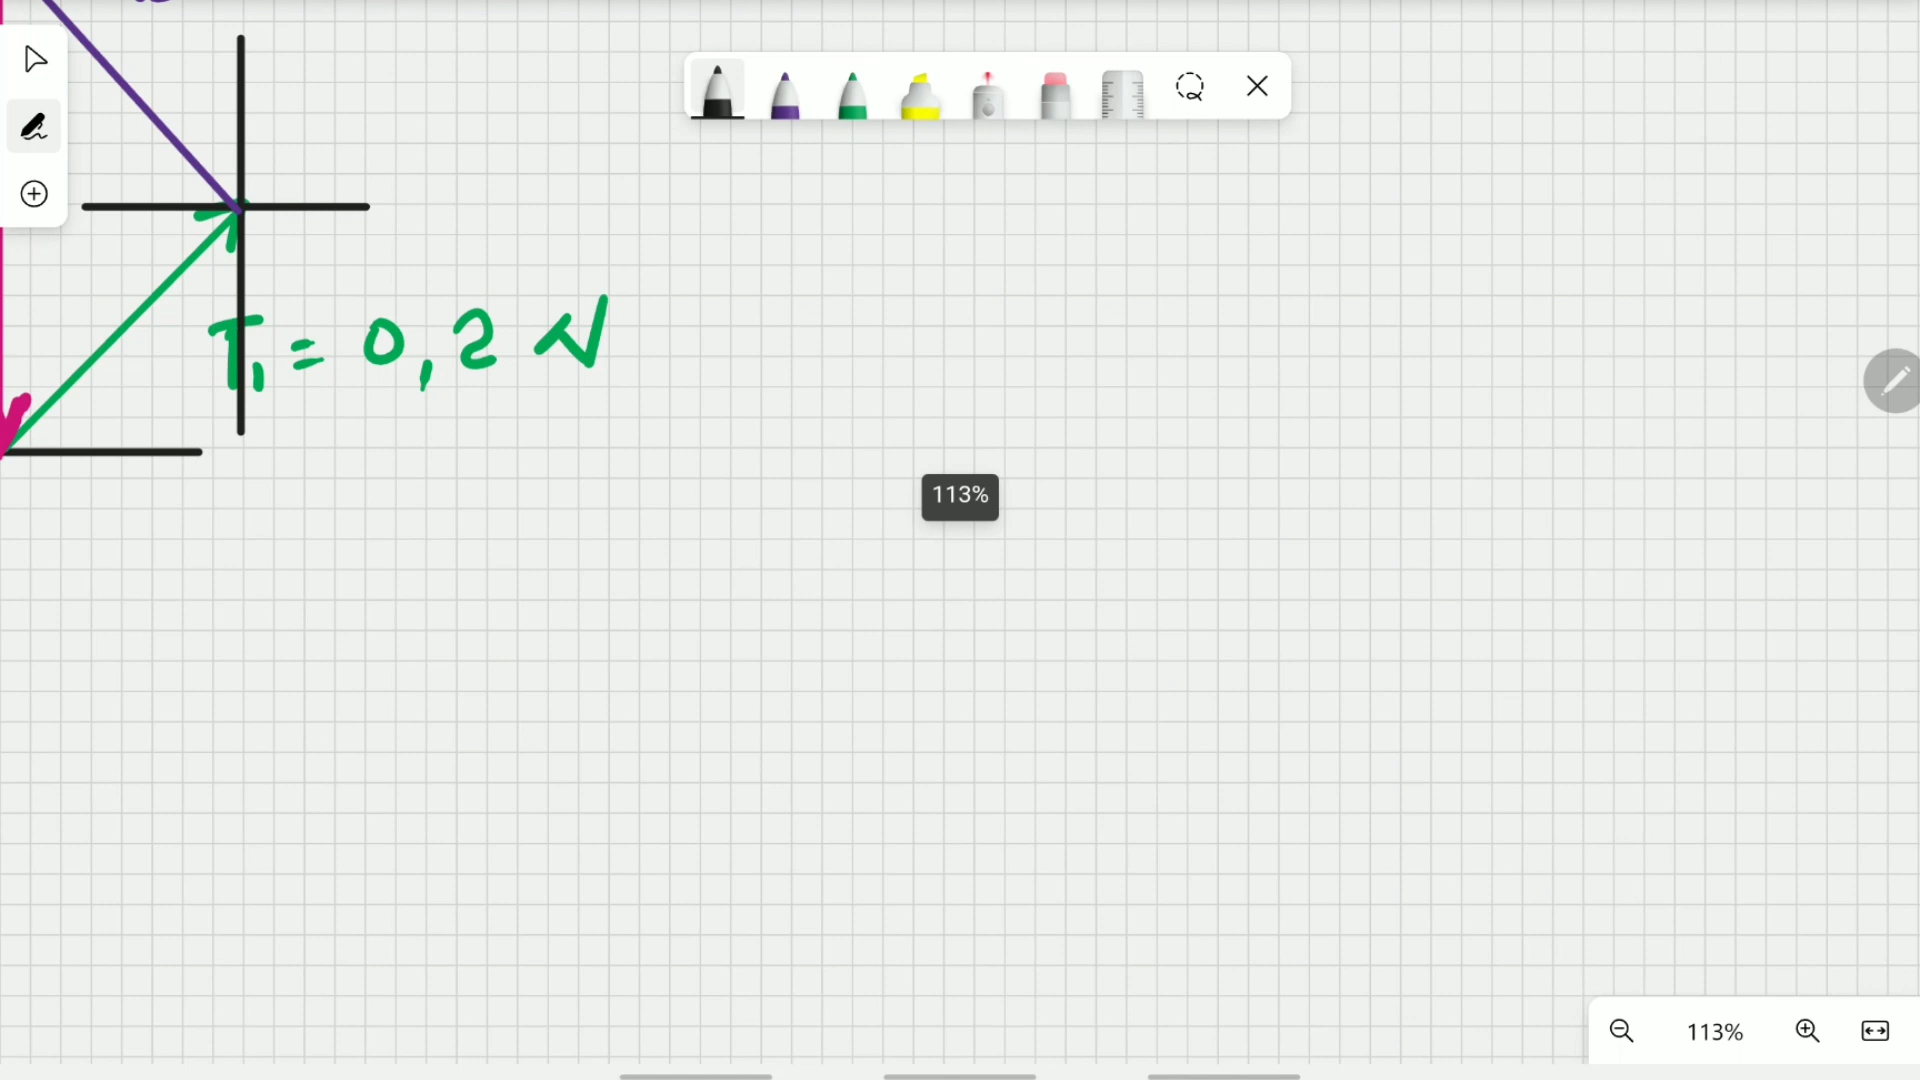 T₁ = 0,2 N
113%
113%